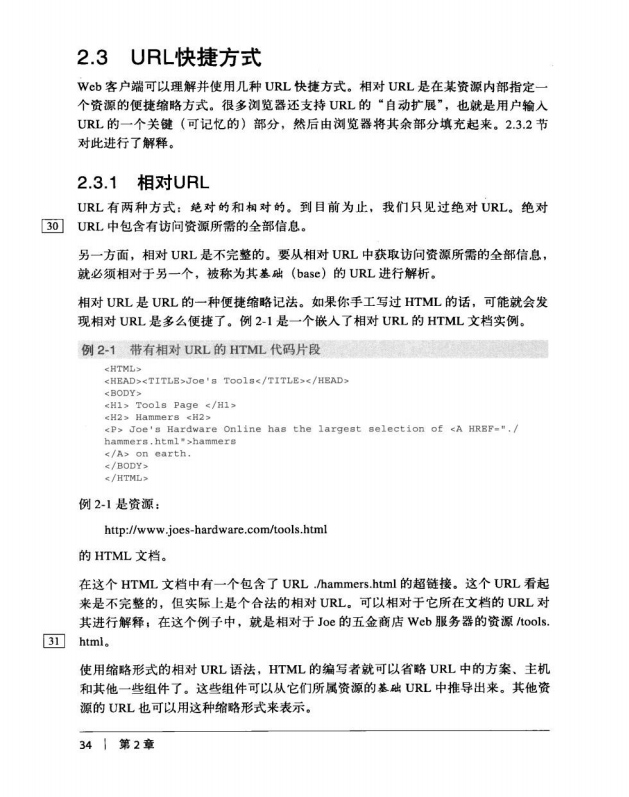 2.3 URL快捷方式
Web 客户端可以理解并使用几种 URL 快捷方式。相对 URL 是在某资源内部指定一
个资源的便捷缩略方式。很多浏览器还支持 URL 的“自动扩展”，也就是用户输入
URL 的一个关键（可记忆的）部分，然后由浏览器将其余部分填充起来。2.3.2 节
对此进行了解释。
2.3.1 相对URL
URL 有两种方式：绝对的和相对的。到目前为止，我们只见过绝对 URL。绝对
30 URL 中包含有访问资源所需的全部信息。
另一方面，相对 URL 是不完整的。要从相对 URL 中获取访问资源所需的全部信息，
就必须相对于另一个，被称为其基础（base）的 URL 进行解析。
相对 URL 是 URL 的一种便捷缩略记法。如果你手工写过 HTML 的话，可能就会发
现相对 URL 是多么便捷了。例 2-1 是一个嵌入了相对 URL 的 HTML 文档实例。
例 2-1 带有相对 URL 的 HTML 代码片段
<HTML>
<HEAD><TITLE>Joe's Tools</TITLE></HEAD>
<BODY>
<H1> Tools Page </H1>
<H2> Hammers <H2>
<P> Joe's Hardware Online has the largest selection of <A HREF="./
hammers.html">hammers
</A> on earth.
</BODY>
</HTML>
例 2-1 是资源：
http://www.joes-hardware.com/tools.html
的 HTML 文档。
在这个 HTML 文档中有一个包含了 URL ./hammers.html 的超链接。这个 URL 看起
来是不完整的，但实际上是个合法的相对 URL。可以相对于它所在文档的 URL 对
其进行解释；在这个例子中，就是相对于 Joe 的五金商店 Web 服务器的资源 /tools.
31 html。
使用缩略形式的相对 URL 语法，HTML 的编写者就可以省略 URL 中的方案、主机
和其他一些组件了。这些组件可以从它们所属资源的基础 URL 中推导出来。其他资
源的 URL 也可以用这种缩略形式来表示。
34 | 第 2 章